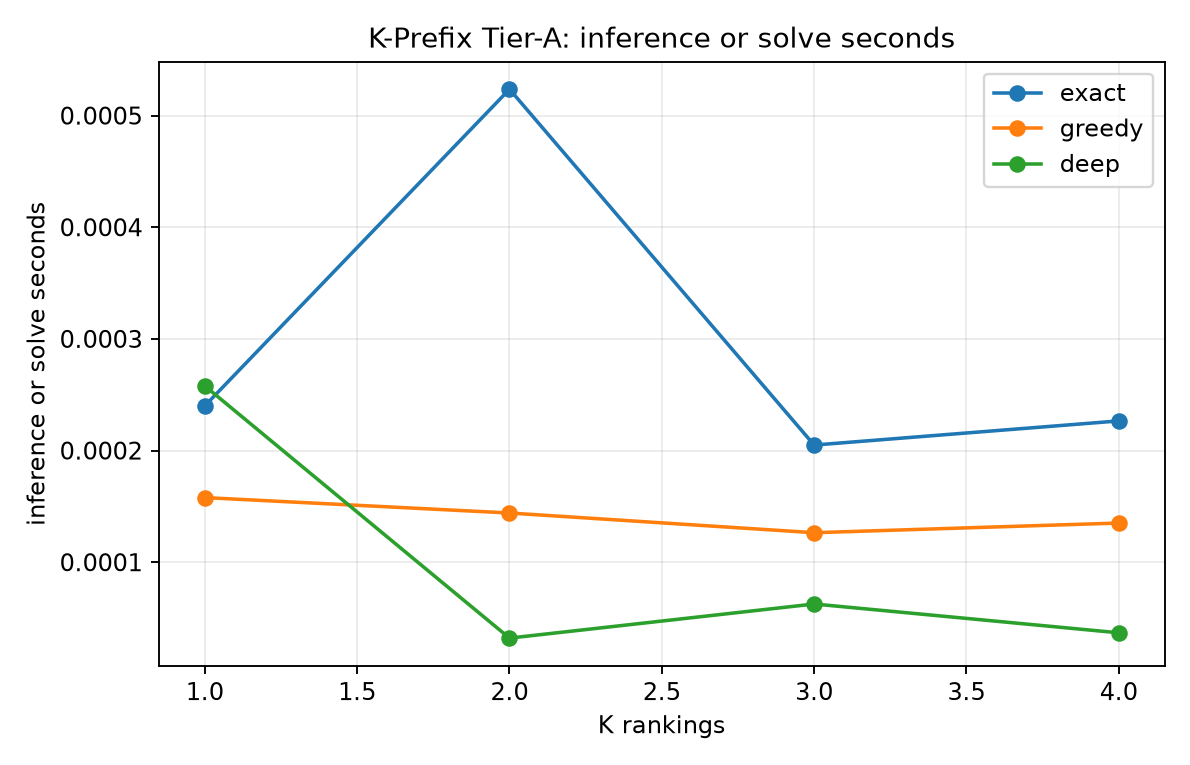 K-Prefix Tier-A: inference or solve seconds
exact
greedy
deep
inference or solve seconds
0.0005
0.0004
0.0003
0.0002
0.0001
1.0 1.5 2.0 2.5 3.0 3.5 4.0
K rankings